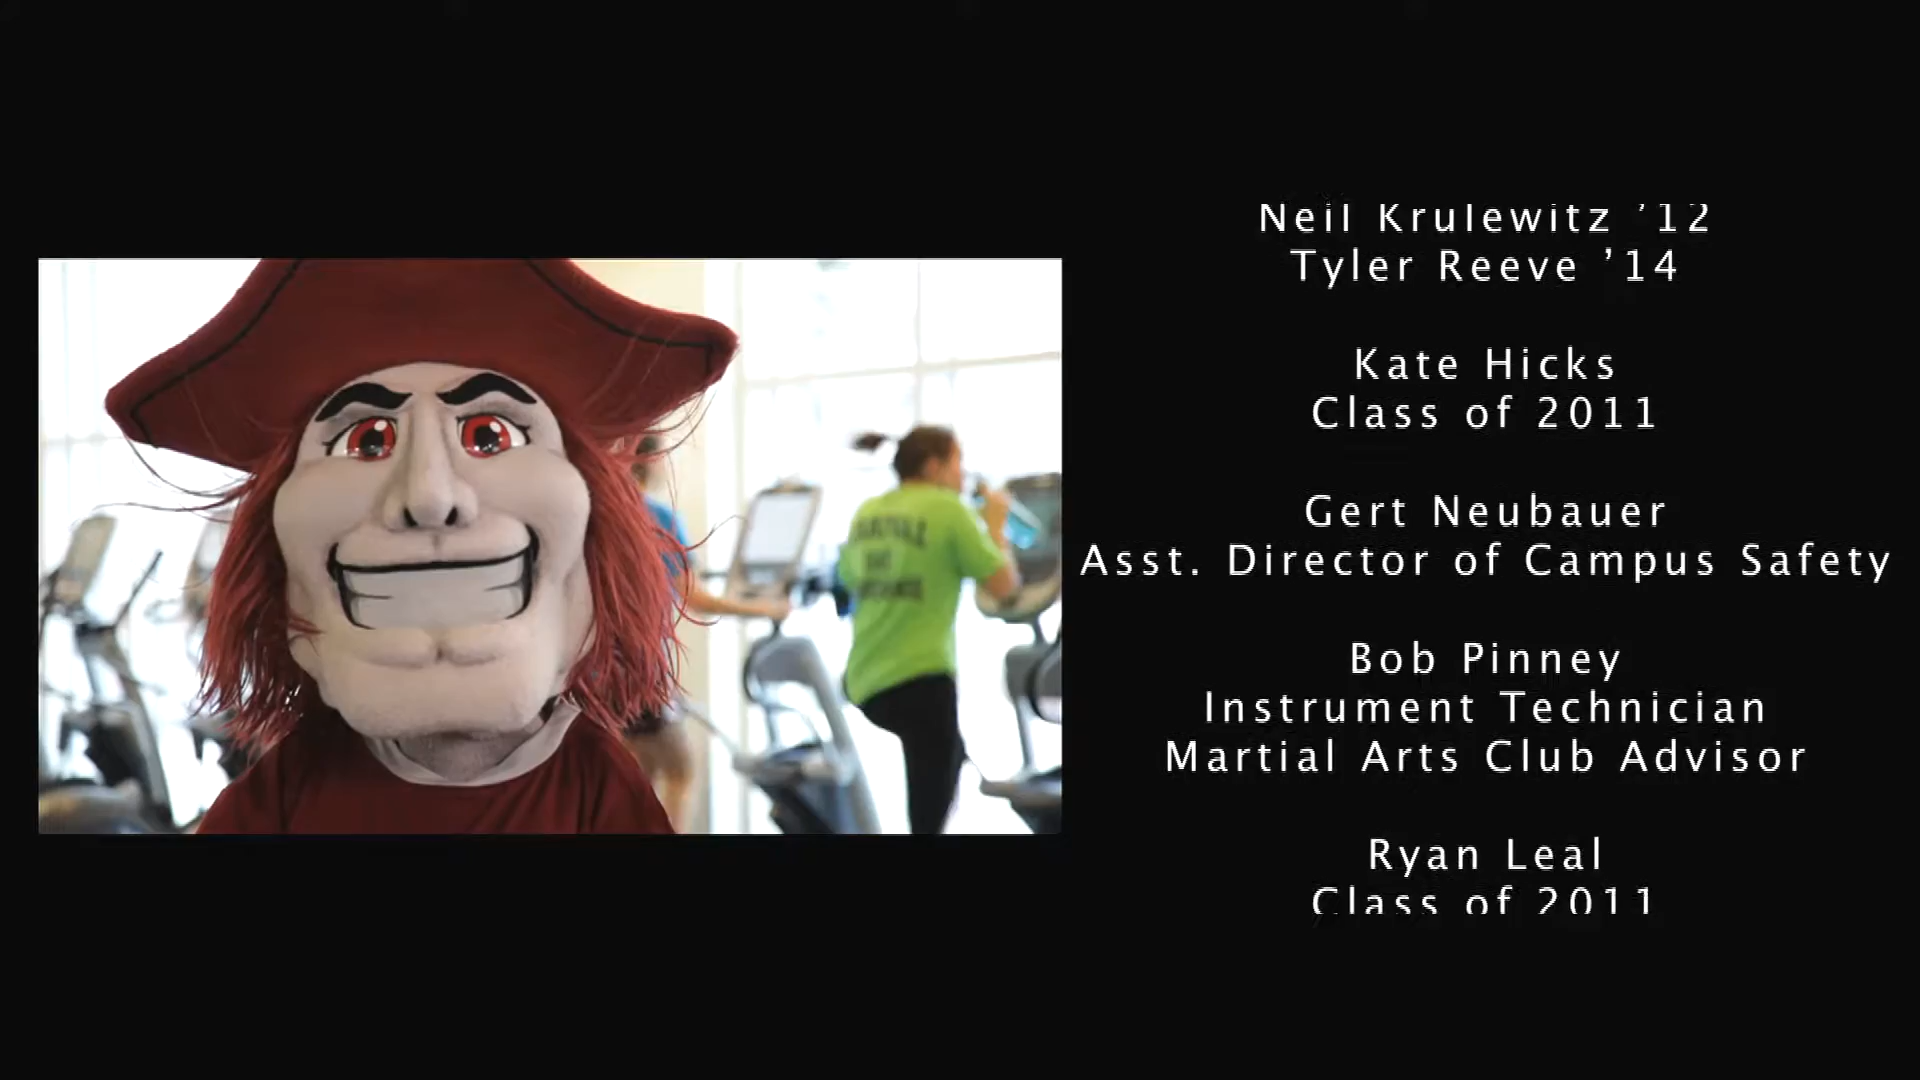 Neil Krulewitz ’12
Tyler Reeve ’14
Kate Hicks
Class of 2011
Gert Neubauer
Asst. Director of Campus Safety
Bob Pinney
Instrument Technician
Martial Arts Club Advisor
Ryan Leal
Class of 2011